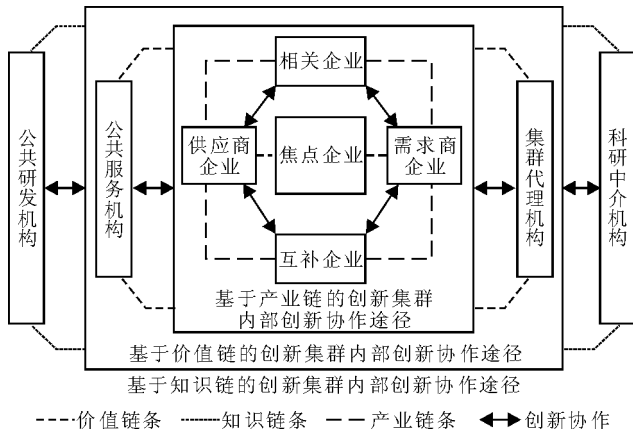 相关企业
供应商
企业
焦点企业
需求商
企业
互补企业
公共研发机构
公共服务机构
集群代理机构
科研中介机构
基于产业链的创新集群
内部创新协作途径
基于价值链的创新集群内部创新协作途径
基于知识链的创新集群内部创新协作途径
价值链条 知识链条 产业链条 创新协作